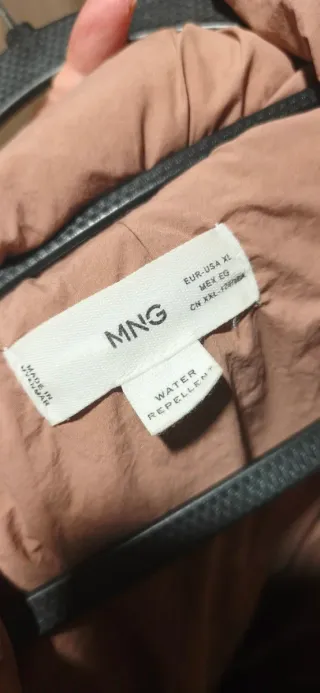 MNG
EUR-USA XL
MEX EG
MADE IN
WATER
REPELLENT